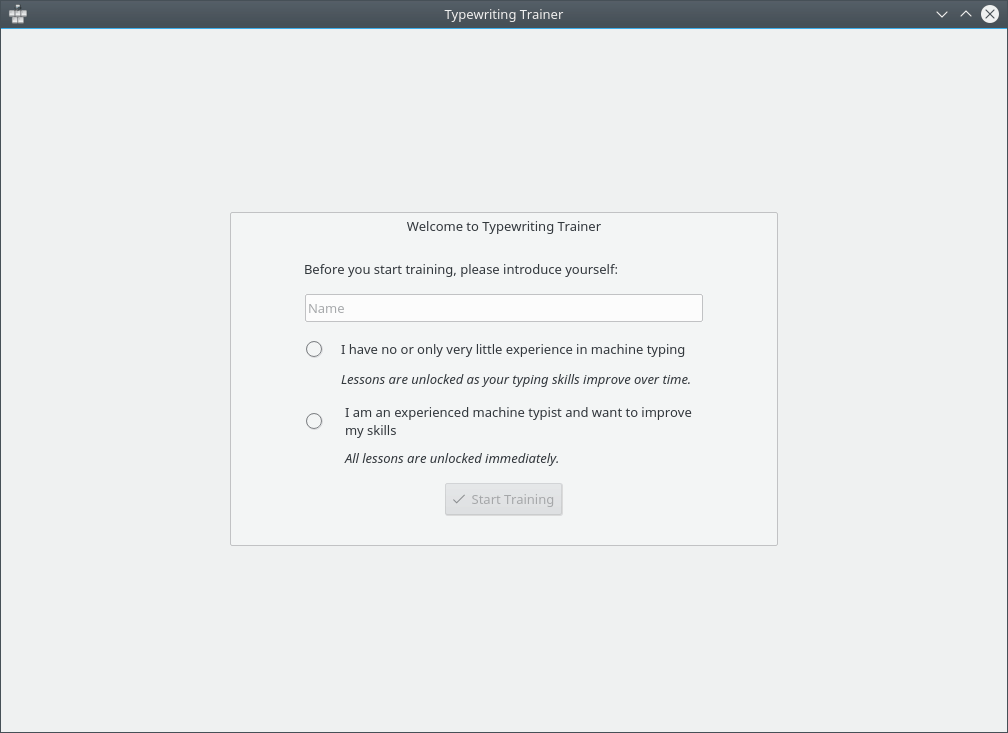 Typewriting Trainer
Welcome to Typewriting Trainer
Before you start training, please introduce yourself:
Name
I have no or only very little experience in machine typing
Lessons are unlocked as your typing skills improve over time.
I am an experienced machine typist and want to improve
my skills
All lessons are unlocked immediately.
Start Training